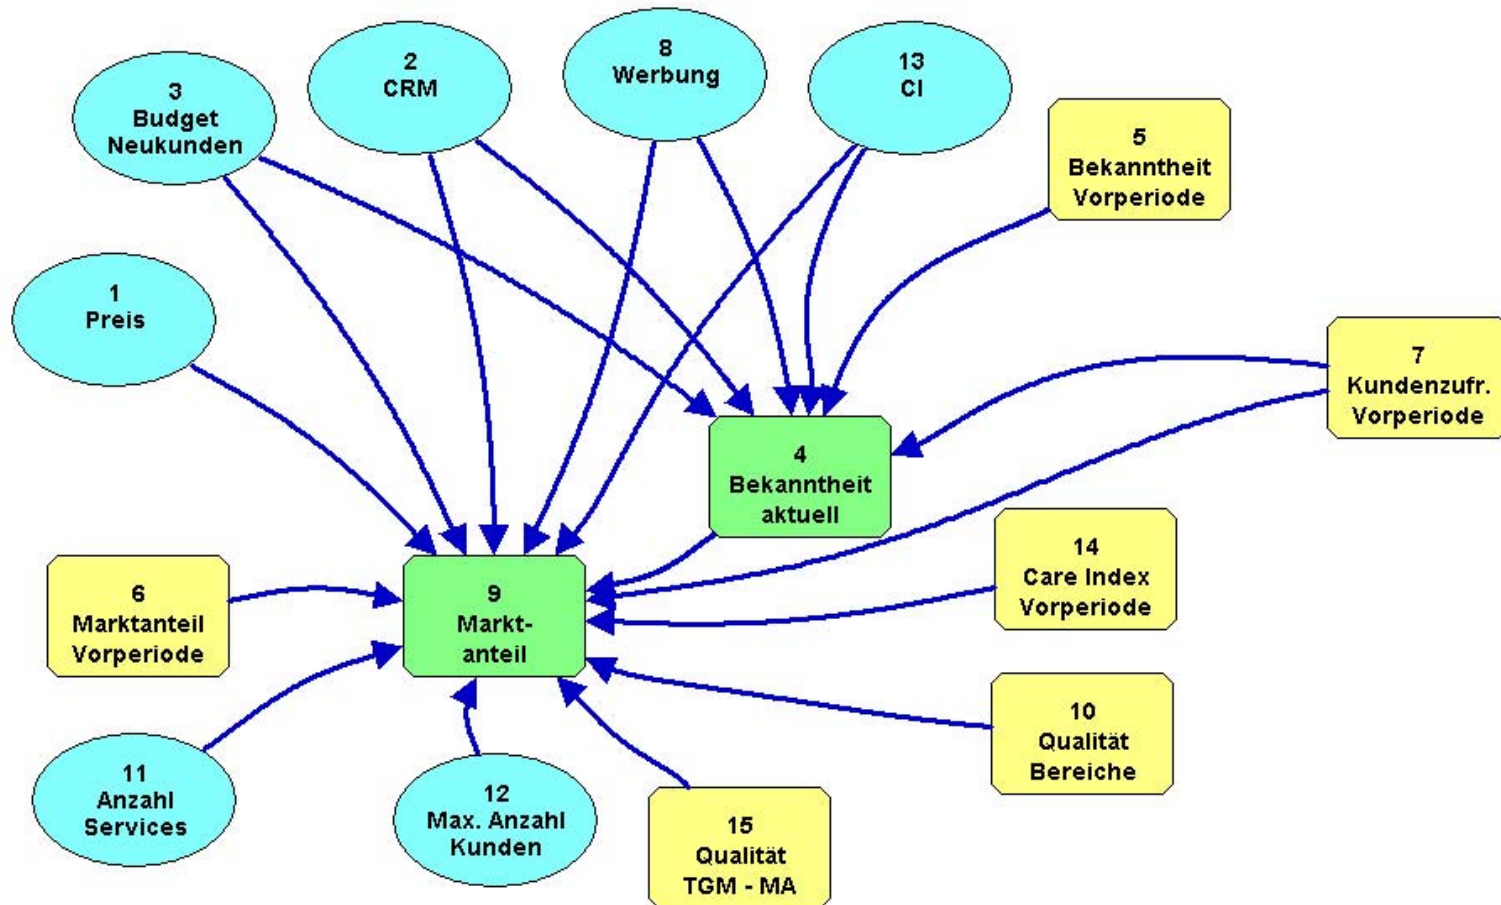 2
CRM
8
Werbung
13
CI
3
Budget
Neukunden
5
Bekanntheit
Vorperiode
1
Preis
7
Kundenzufr.
Vorperiode
4
Bekanntheit
aktuell
14
Care Index
Vorperiode
6
Marktanteil
Vorperiode
9
Markt-
anteil
10
Qualität
Bereiche
11
Anzahl
Services
12
Max. Anzahl
Kunden
15
Qualität
TGM - MA